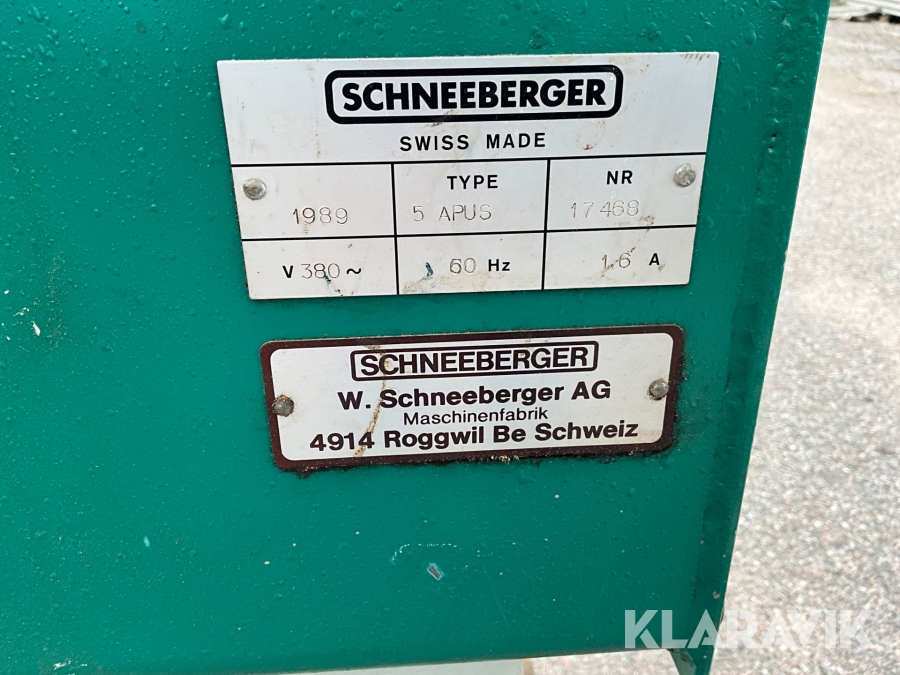 SCHNEEBERGER
SWISS MADE
TYPE NR
1989 5 APUS 17468
V 380~ 50 Hz 1.6 A
SCHNEEBERGER
W. Schneeberger AG
Maschinenfabrik
4914 Roggwil Be Schweiz
KLARAVIK